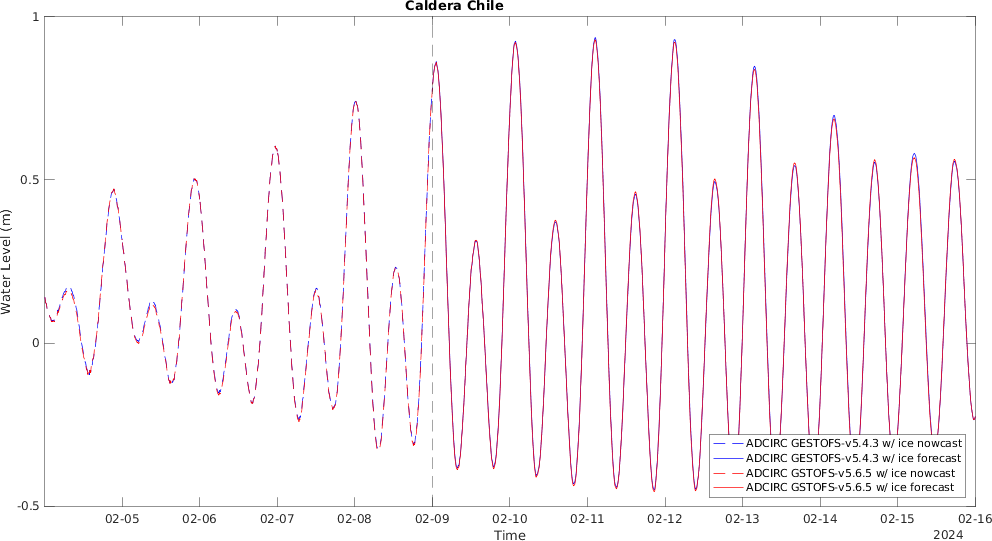 Caldera Chile
1
0.5
0
-0.5
Water Level (m)
02-05 02-06 02-07 02-08 02-09 02-10 02-11 02-12 02-13 02-14 02-15 02-16
Time
2024
ADCIRC GESTOFS-v5.4.3 w/ ice nowcast
ADCIRC GESTOFS-v5.4.3 w/ ice forecast
ADCIRC GSTOFS-v5.6.5 w/ ice nowcast
ADCIRC GSTOFS-v5.6.5 w/ ice forecast